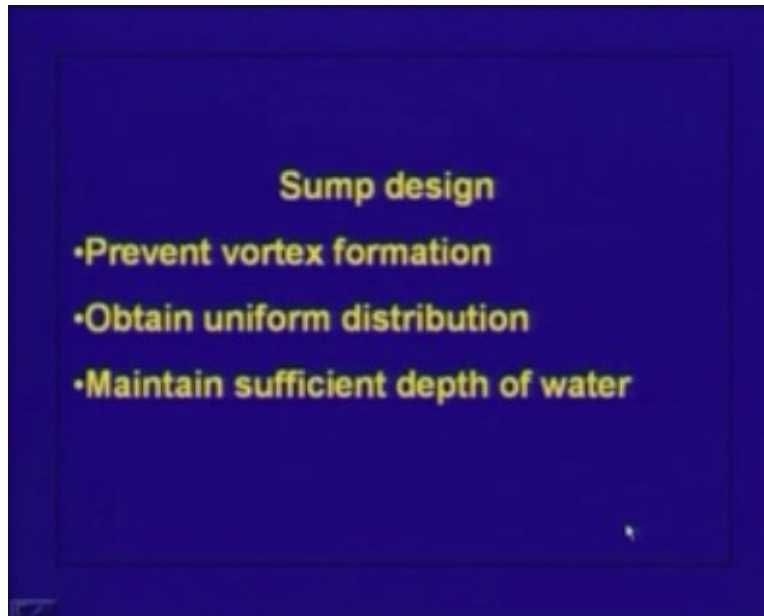 Sump design
•Prevent vortex formation
•Obtain uniform distribution
•Maintain sufficient depth of water